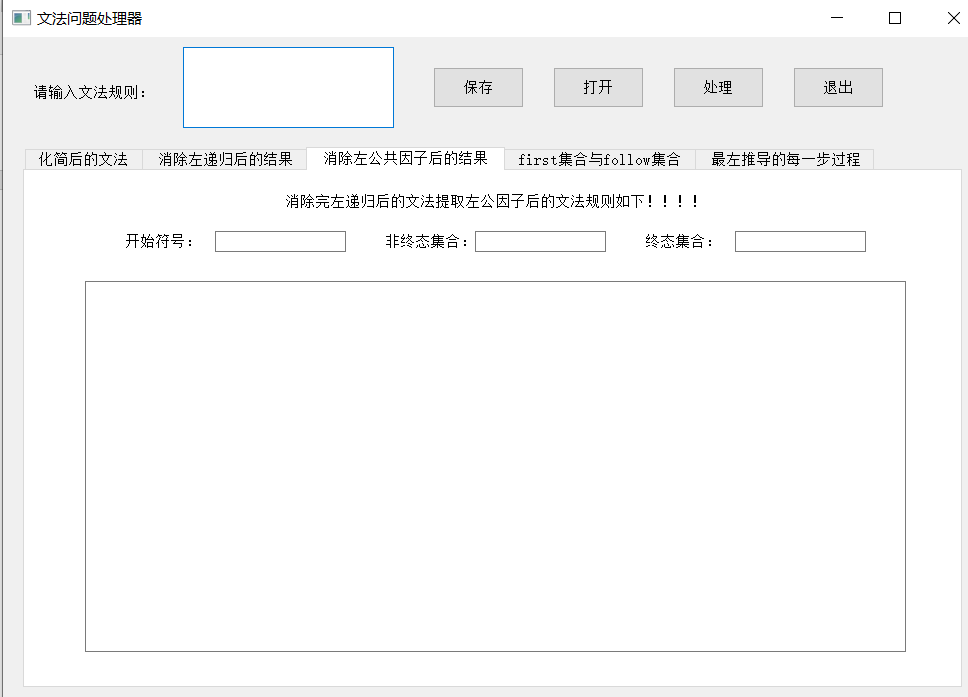 文法问题处理器
请输入文法规则： 保存 打开 处理 退出
化简后的文法 消除左递归后的结果 消除左公共因子后的结果 first集合与follow集合 最左推导的每一步过程
消除完左递归后的文法提取左公因子后的文法规则如下！！！！
开始符号： 非终态集合： 终态集合：